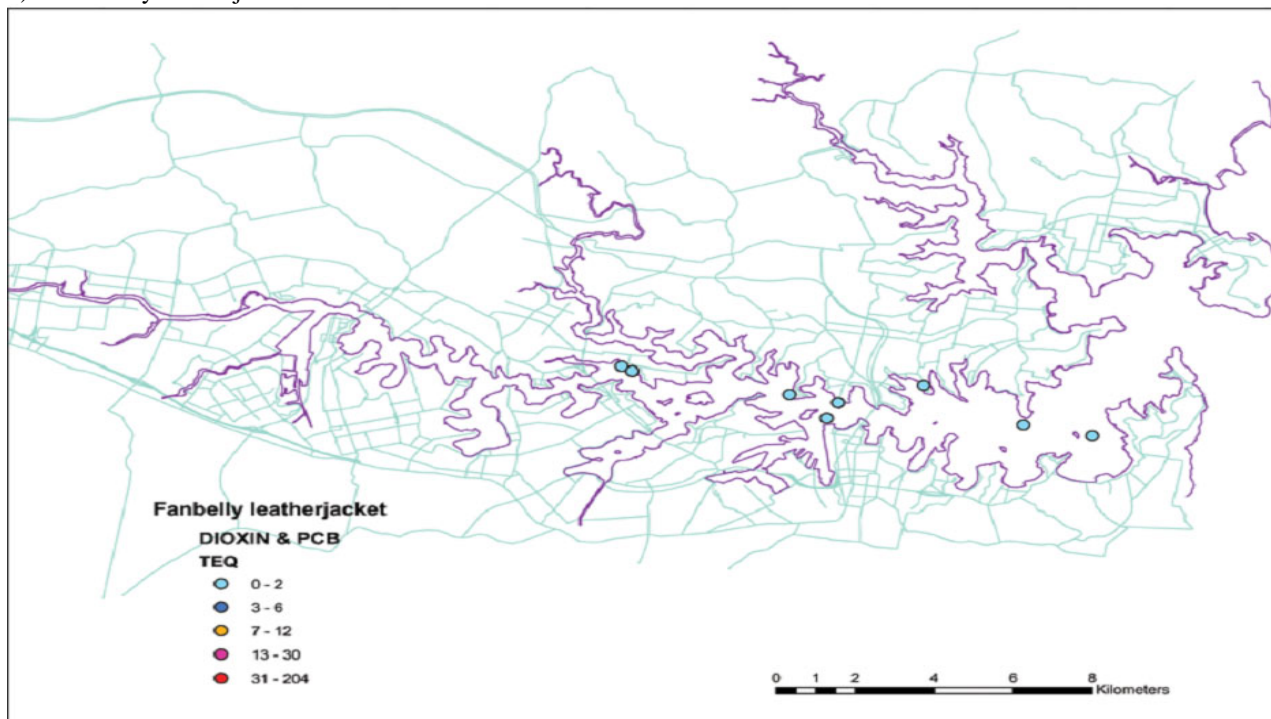 Fanbelly leatherjacket
DIOXIN & PCB
TEQ
0 - 2
3 - 6
7 - 12
13 - 30
31 - 204
0 1 2 4 6 8
Kilometers